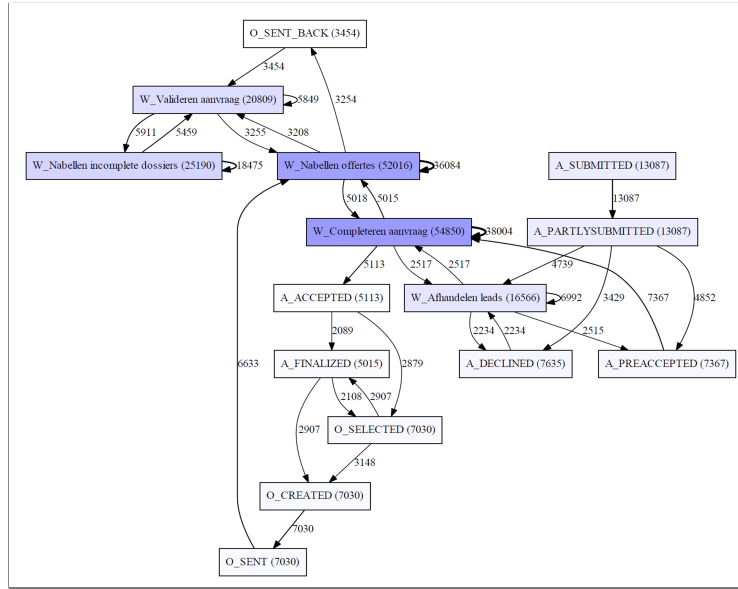 O_SENT_BACK (3454)
3454
W_Valideren aanvraag (20809)
5849
3254
5911
5459
3255
3208
W_Nabellen incomplete dossiers (25190)
18475
W_Nabellen offertes (52016)
36084
A_SUBMITTED (13087)
5018
5015
13087
W_Completeren aanvraag (54850)
38004
A_PARTLYSUBMITTED (13087)
5113
2517
2517
4739
A_ACCEPTED (5113)
W_Afhandelen leads (16566)
6992
3429
7367
4852
2089
2234
2234
2515
6633
A_FINALIZED (5015)
2879
A_DECLINED (7635)
A_PREACCEPTED (7367)
2108
2907
2907
O_SELECTED (7030)
3148
O_CREATED (7030)
7030
O_SENT (7030)